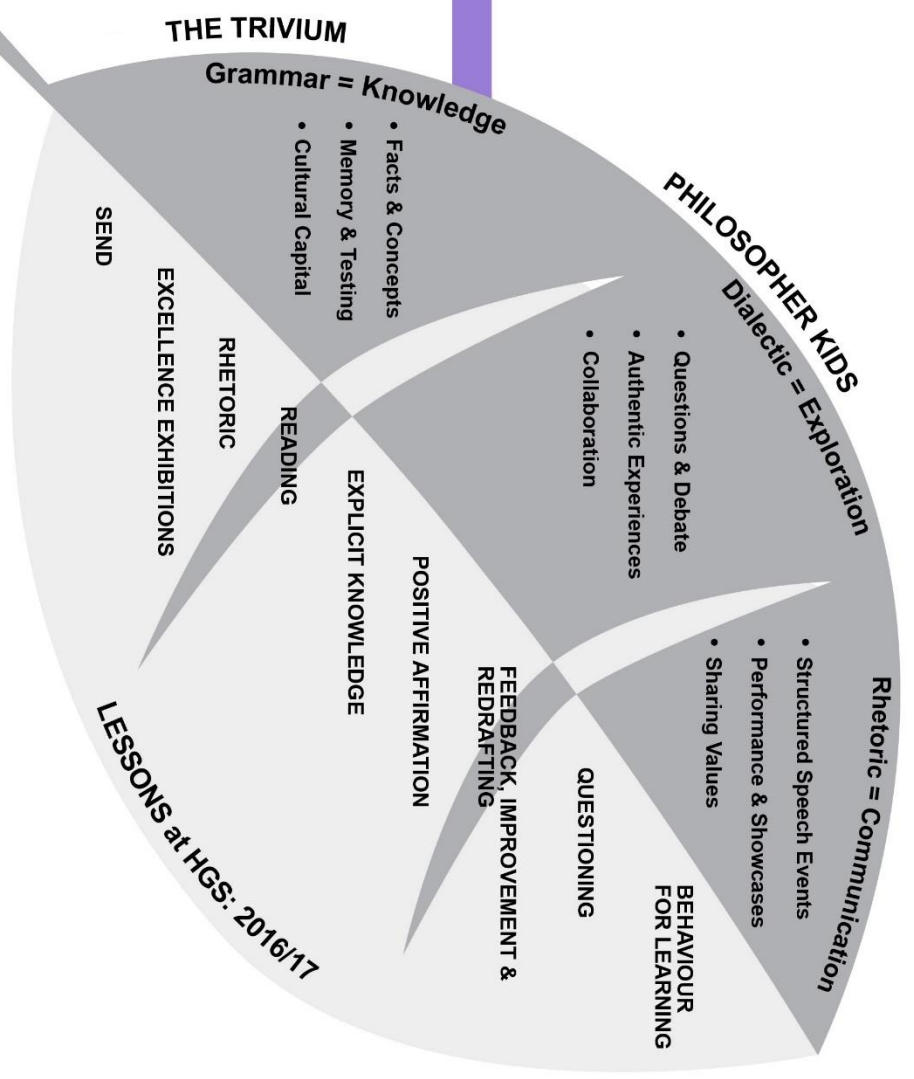 THE TRIVIUM
PHILOSOPHER KIDS
Grammar = Knowledge
• Facts & Concepts
• Memory & Testing
• Cultural Capital
Dialectic = Exploration
• Questions & Debate
• Authentic Experiences
• Collaboration
Rhetoric = Communication
• Structured Speech Events
• Performance & Showcases
• Sharing Values
BEHAVIOUR
FOR LEARNING
QUESTIONING
FEEDBACK, IMPROVEMENT &
REDRAFTING
POSITIVE AFFIRMATION
EXPLICIT KNOWLEDGE
READING
RHETORIC
EXCELLENCE EXHIBITIONS
SEND
LESSONS at HGS: 2016/17